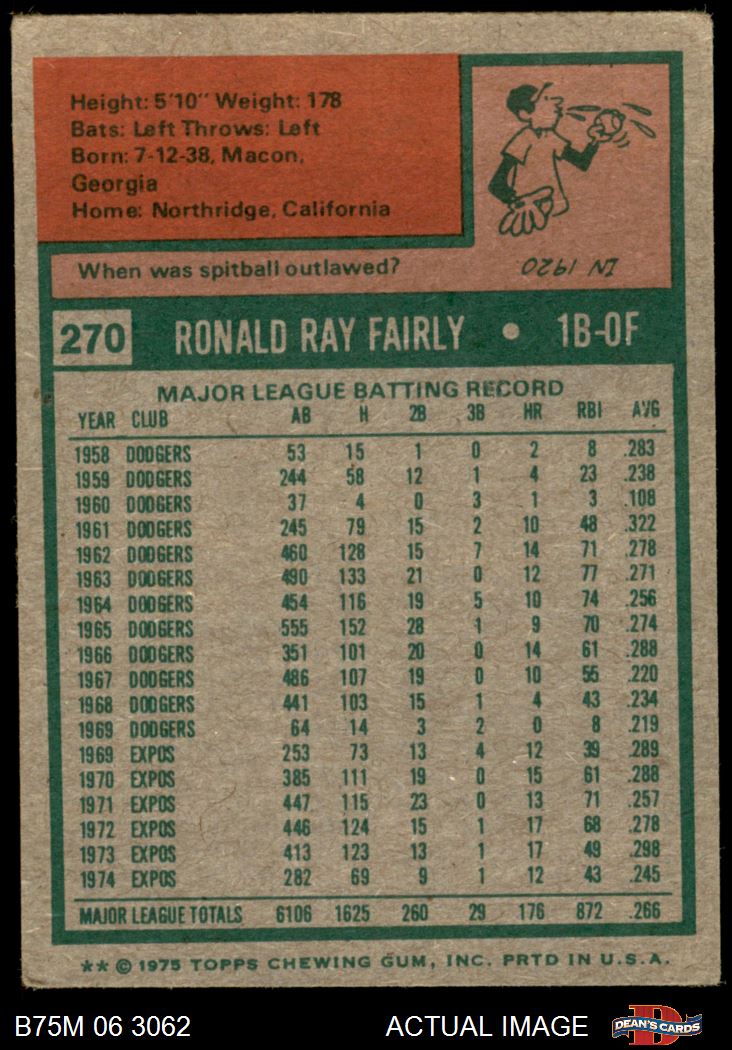 Height: 5'10" Weight: 178
Bats: Left Throws: Left
Born: 7-12-38, Macon,
Georgia
Home: Northridge, California
When was spitball outlawed?
IN 1920.
270 RONALD RAY FAIRLY • 1B-OF
MAJOR LEAGUE BATTING RECORD
YEAR CLUB AB H 2B 3B HR RBI AVG
1958 DODGERS 53 15 1 0 2 8 .283
1959 DODGERS 244 58 12 1 4 23 .238
1960 DODGERS 37 4 0 3 1 3 .108
1961 DODGERS 245 79 15 2 10 48 .322
1962 DODGERS 460 128 15 7 14 71 .278
1963 DODGERS 490 133 21 0 12 77 .271
1964 DODGERS 454 116 19 5 10 74 .256
1965 DODGERS 555 152 28 1 9 70 .274
1966 DODGERS 351 101 20 0 14 61 .288
1967 DODGERS 486 107 19 0 10 55 .220
1968 DODGERS 441 103 15 1 4 43 .234
1969 DODGERS 64 14 3 2 0 8 .219
1969 EXPOS 253 73 13 4 12 39 .289
1970 EXPOS 385 111 19 0 15 61 .288
1971 EXPOS 447 115 23 0 13 71 .257
1972 EXPOS 446 124 15 1 17 68 .278
1973 EXPOS 413 123 13 1 17 49 .298
1974 EXPOS 282 69 9 1 12 43 .245
MAJOR LEAGUE TOTALS 6106 1625 260 29 176 872 .266
** © 1975 TOPPS CHEWING GUM, INC. PRTD IN U.S.A.
B75M 06 3062 ACTUAL IMAGE D DEAN'S CARDS